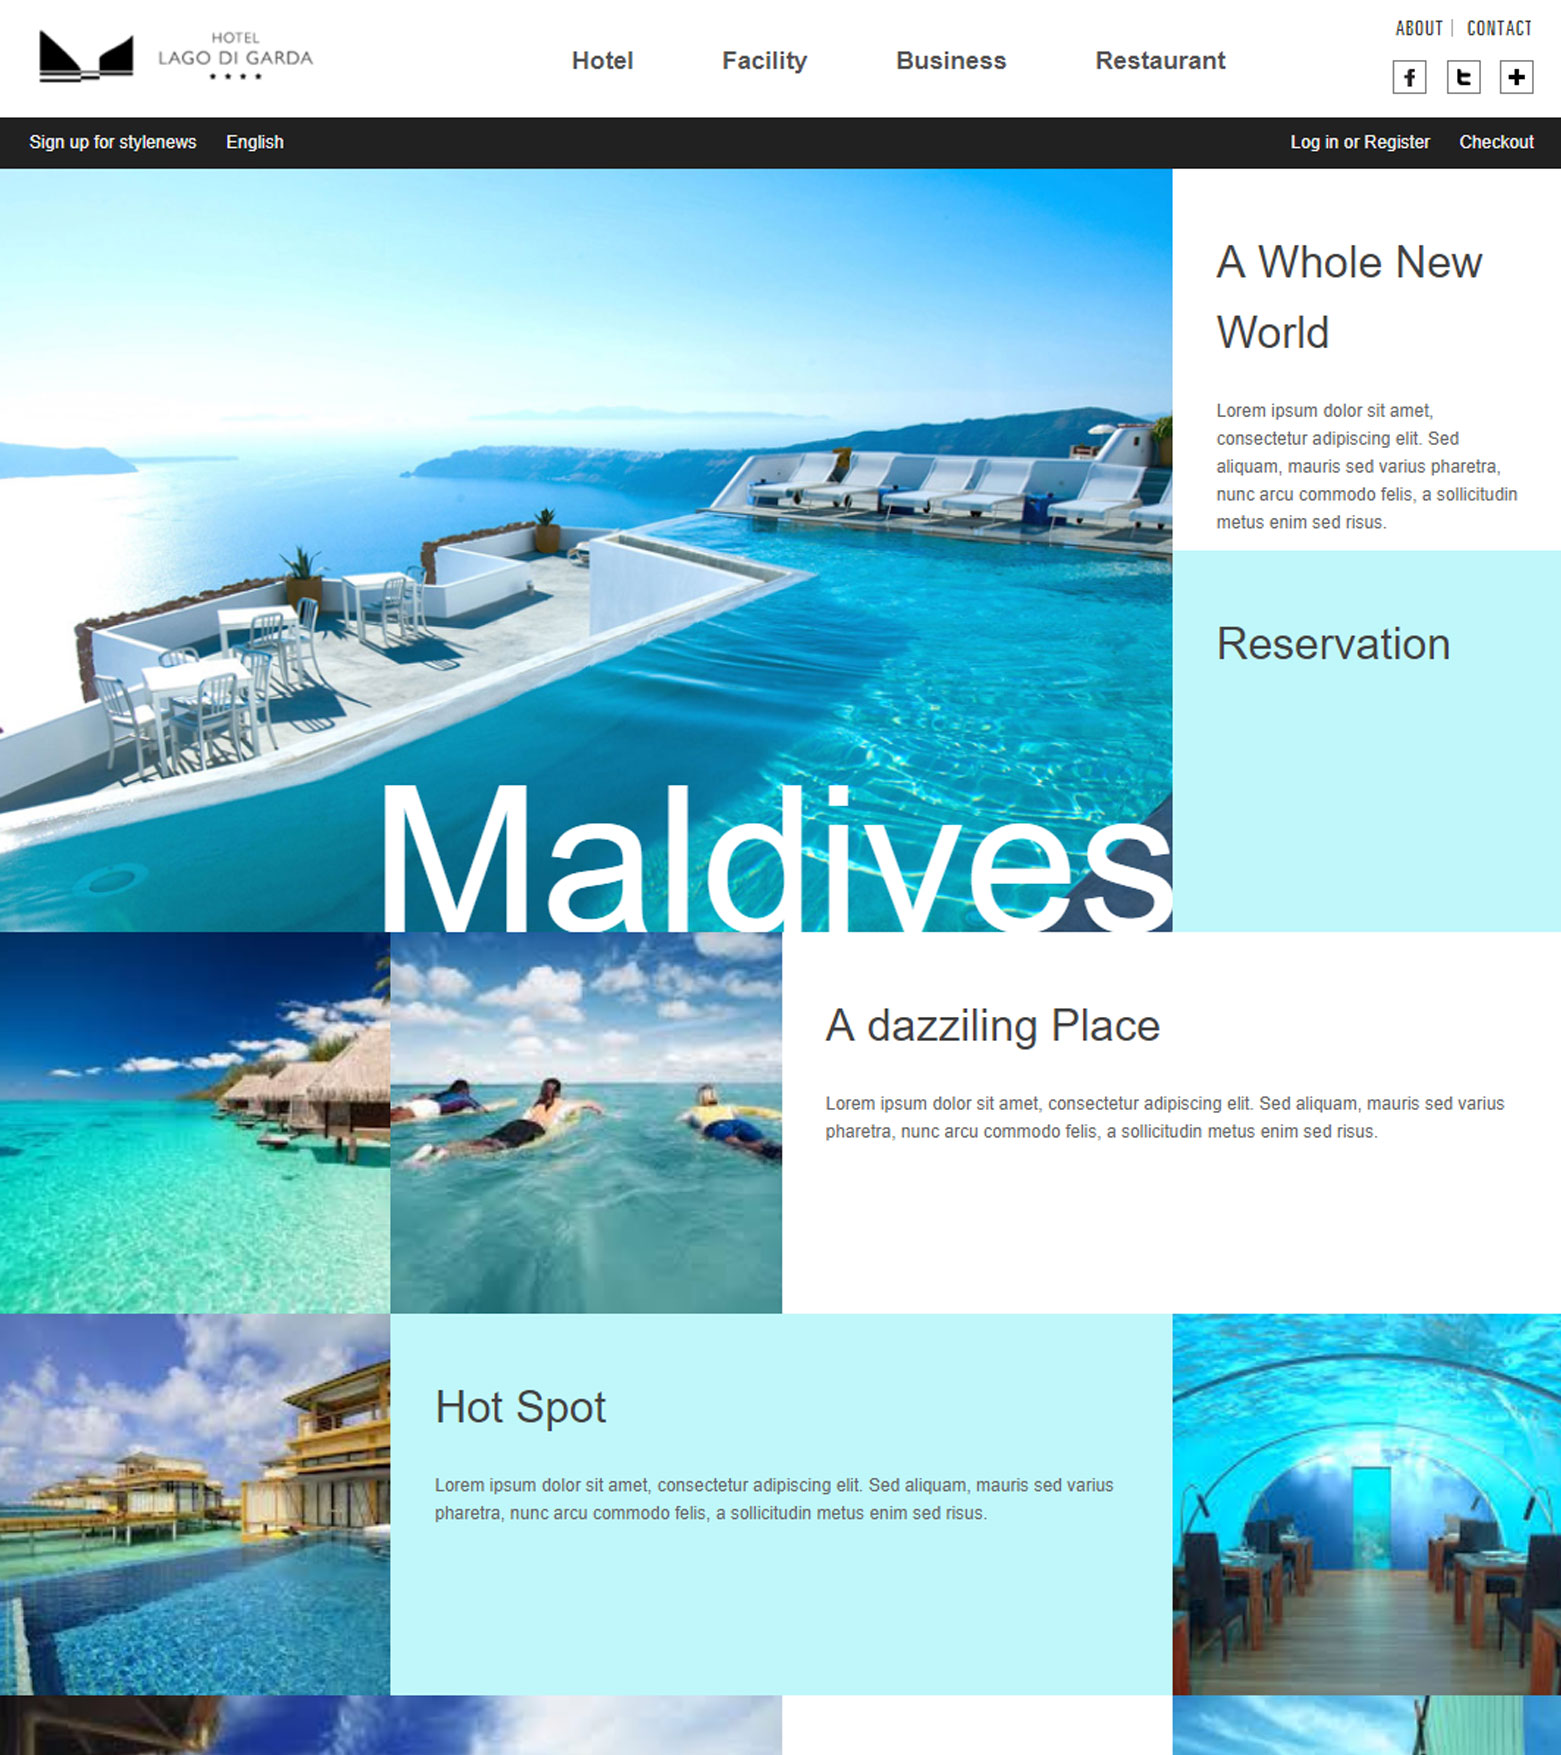 HOTEL
LAGO DI GARDA
Hotel
Facility
Business
Restaurant
ABOUT | CONTACT
Sign up for stylenews
English
Log in or Register
Checkout
A Whole New
World
Lorem ipsum dolor sit amet,
consectetur adipiscing elit. Sed
aliquam, mauris sed varius pharetra,
nunc arcu commodo felis, a sollicitudin
metus enim sed risus.
Reservation
Maldives
A dazziling Place
Lorem ipsum dolor sit amet, consectetur adipiscing elit. Sed aliquam, mauris sed varius
pharetra, nunc arcu commodo felis, a sollicitudin metus enim sed risus.
Hot Spot
Lorem ipsum dolor sit amet, consectetur adipiscing elit. Sed aliquam, mauris sed varius
pharetra, nunc arcu commodo felis, a sollicitudin metus enim sed risus.